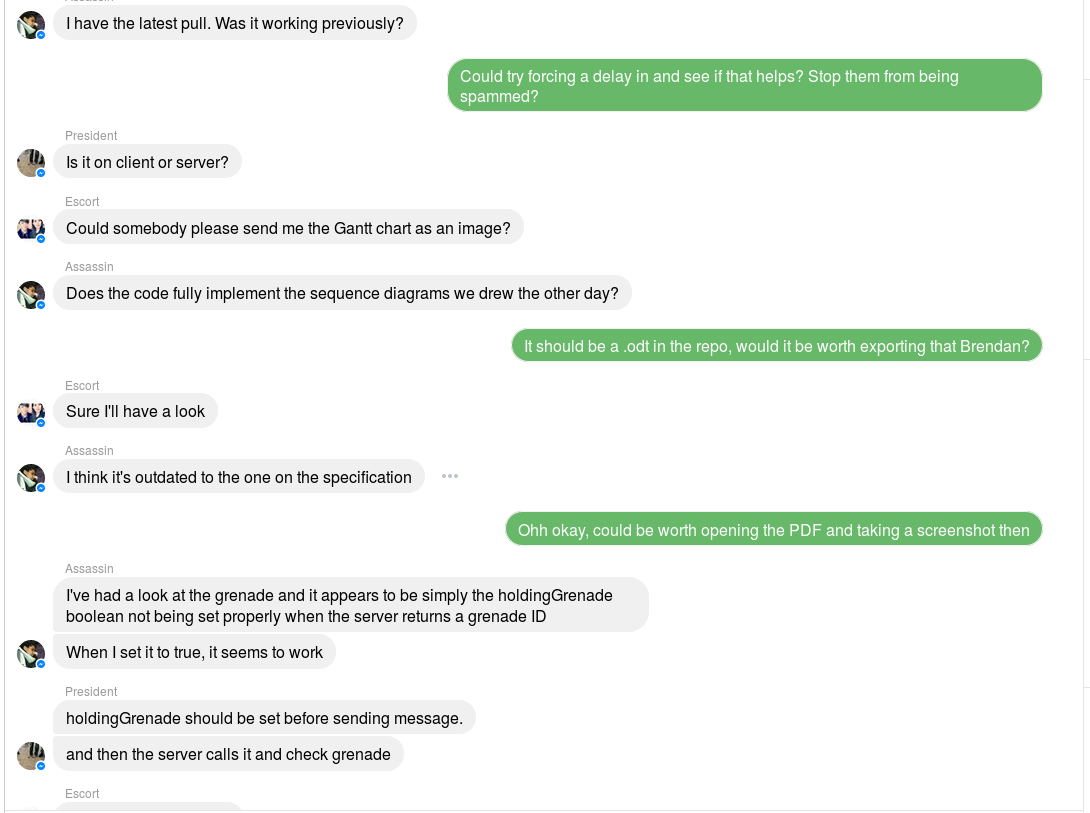 Assassin
I have the latest pull. Was it working previously?
Could try forcing a delay in and see if that helps? Stop them from being
spammed?
President
Is it on client or server?
Escort
Could somebody please send me the Gantt chart as an image?
Assassin
Does the code fully implement the sequence diagrams we drew the other day?
It should be a .odt in the repo, would it be worth exporting that Brendan?
Escort
Sure I'll have a look
Assassin
I think it's outdated to the one on the specification
Ohh okay, could be worth opening the PDF and taking a screenshot then
Assassin
I've had a look at the grenade and it appears to be simply the holdingGrenade
boolean not being set properly when the server returns a grenade ID
When I set it to true, it seems to work
President
holdingGrenade should be set before sending message.
and then the server calls it and check grenade
Escort